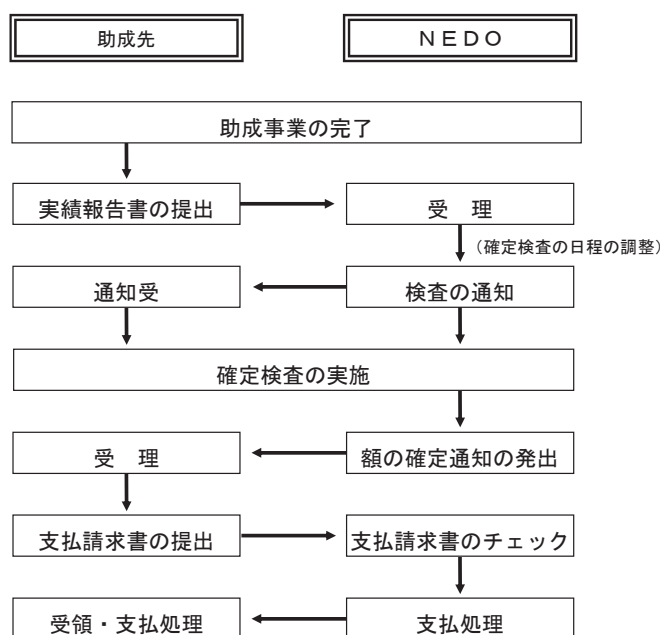 助成先
ＮＥＤＯ
助成事業の完了
実績報告書の提出
受　理
（確定検査の日程の調整）
通知受
検査の通知
確定検査の実施
受　理
額の確定通知の発出
支払請求書の提出
支払請求書のチェック
受領・支払処理
支払処理